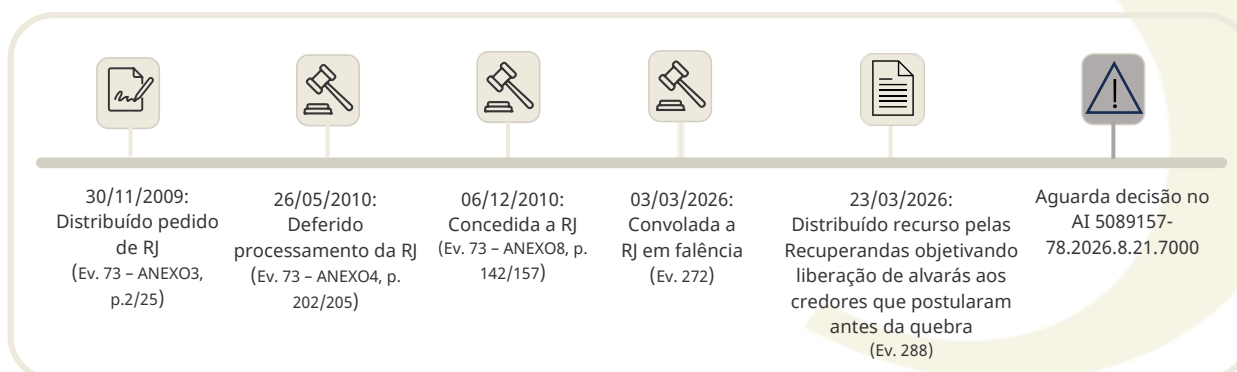 30/11/2009:
Distribuído pedido
de RJ
(Ev. 73 – ANEXO3,
p.2/25)
26/05/2010:
Deferido
processamento da RJ
(Ev. 73 – ANEXO4, p.
202/205)
06/12/2010:
Concedida a RJ
(Ev. 73 – ANEXO8, p.
142/157)
03/03/2026:
Convolada a
RJ em falência
(Ev. 272)
23/03/2026:
Distribuído recurso pelas
Recuperandas objetivando
liberação de alvarás aos
credores que postularam
antes da quebra
(Ev. 288)
Aguarda decisão no
AI 5089157-
78.2026.8.21.7000